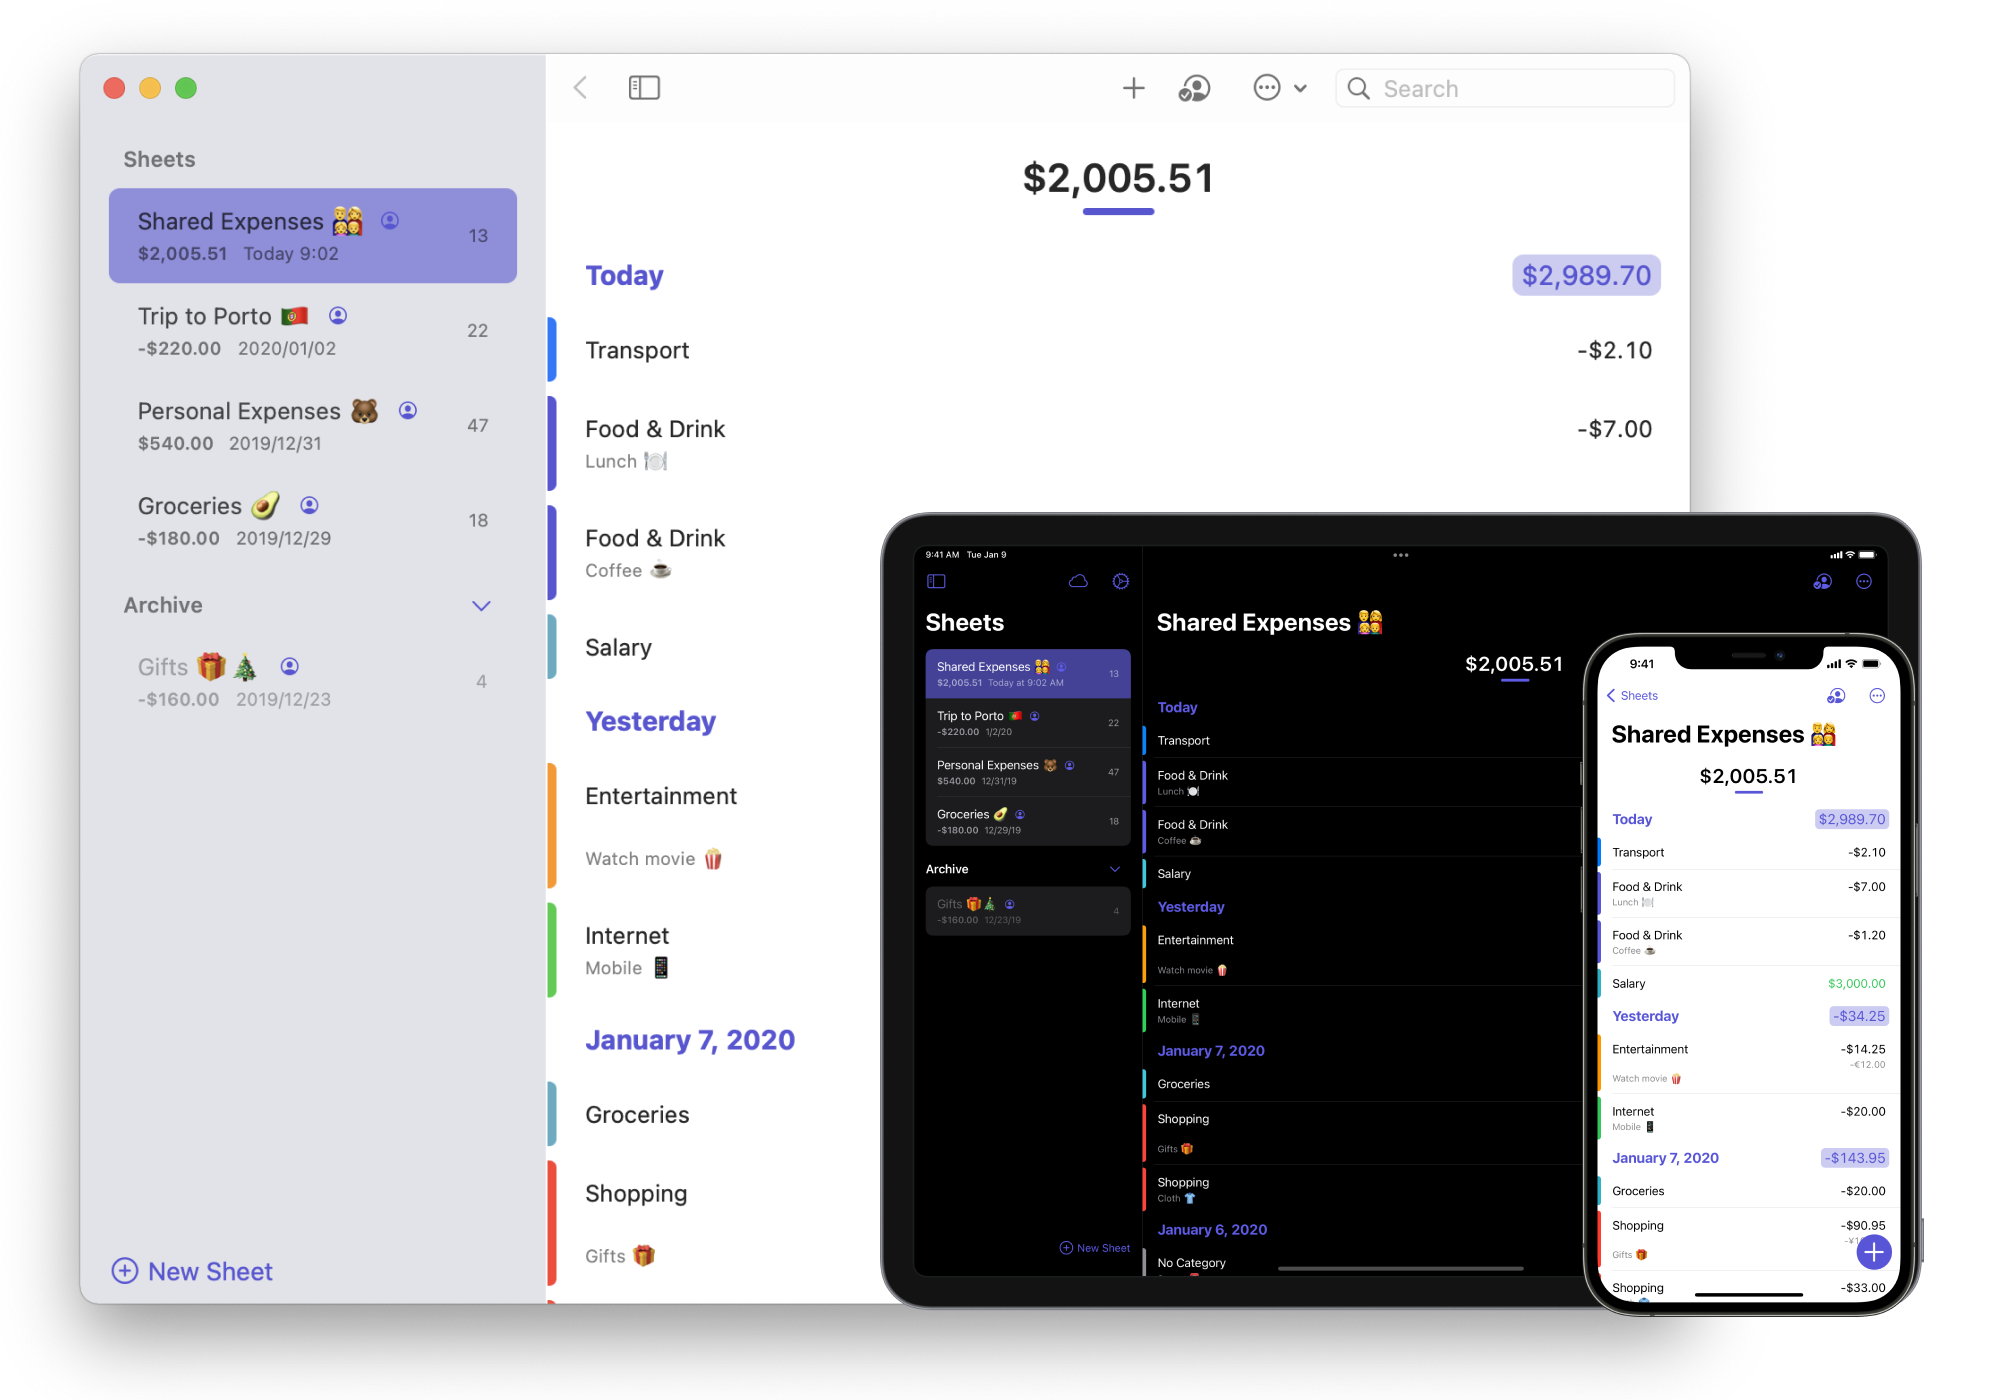 Sheets
Shared Expenses 👨‍👩‍👧‍👦
13
$2,005.51 Today 9:02
Trip to Porto 🇵🇹
22
-$220.00 2020/01/02
Personal Expenses 🐻
47
$540.00 2019/12/31
Groceries 🥑
18
-$180.00 2019/12/29
Archive
Gifts 🎁🎄
4
-$160.00 2019/12/23
New Sheet
Search
$2,005.51
Today $2,989.70
Transport -$2.10
Food & Drink -$7.00
Lunch 🍽
Food & Drink
Coffee ☕
Salary
Yesterday
Entertainment
Watch movie 🍿
Internet
Mobile 📱
January 7, 2020
Groceries
Shopping
Gifts 🎁
9:41 AM Tue Jan 9
Sheets
Shared Expenses 👨‍👩‍👧‍👦
13
$2,005.51 Today at 9:02 AM
Trip to Porto 🇵🇹
22
-$220.00 1/2/20
Personal Expenses 🐻
47
$540.00 12/31/19
Groceries 🥑
18
-$180.00 12/29/19
Archive
Gifts 🎁🎄
4
-$160.00 12/23/19
New Sheet
Shared Expenses 👨‍👩‍👧‍👦
$2,005.51
Today
Transport
Food & Drink
Lunch 🍽
Food & Drink
Coffee ☕
Salary
Yesterday
Entertainment
Watch movie 🍿
Internet
Mobile 📱
January 7, 2020
Groceries
Shopping
Gifts 🎁
Shopping
Cloth 👕
January 6, 2020
No Category
9:41
Sheets
Shared Expenses 👨‍👩‍👧‍👦
$2,005.51
Today $2,989.70
Transport -$2.10
Food & Drink -$7.00
Lunch 🍽
Food & Drink -$1.20
Coffee ☕
Salary $3,000.00
Yesterday -$34.25
Entertainment -$14.25
-€12.00
Watch movie 🍿
Internet -$20.00
Mobile 📱
January 7, 2020 -$143.95
Groceries -$20.00
Shopping -$90.95
Gifts 🎁
Shopping -$33.00